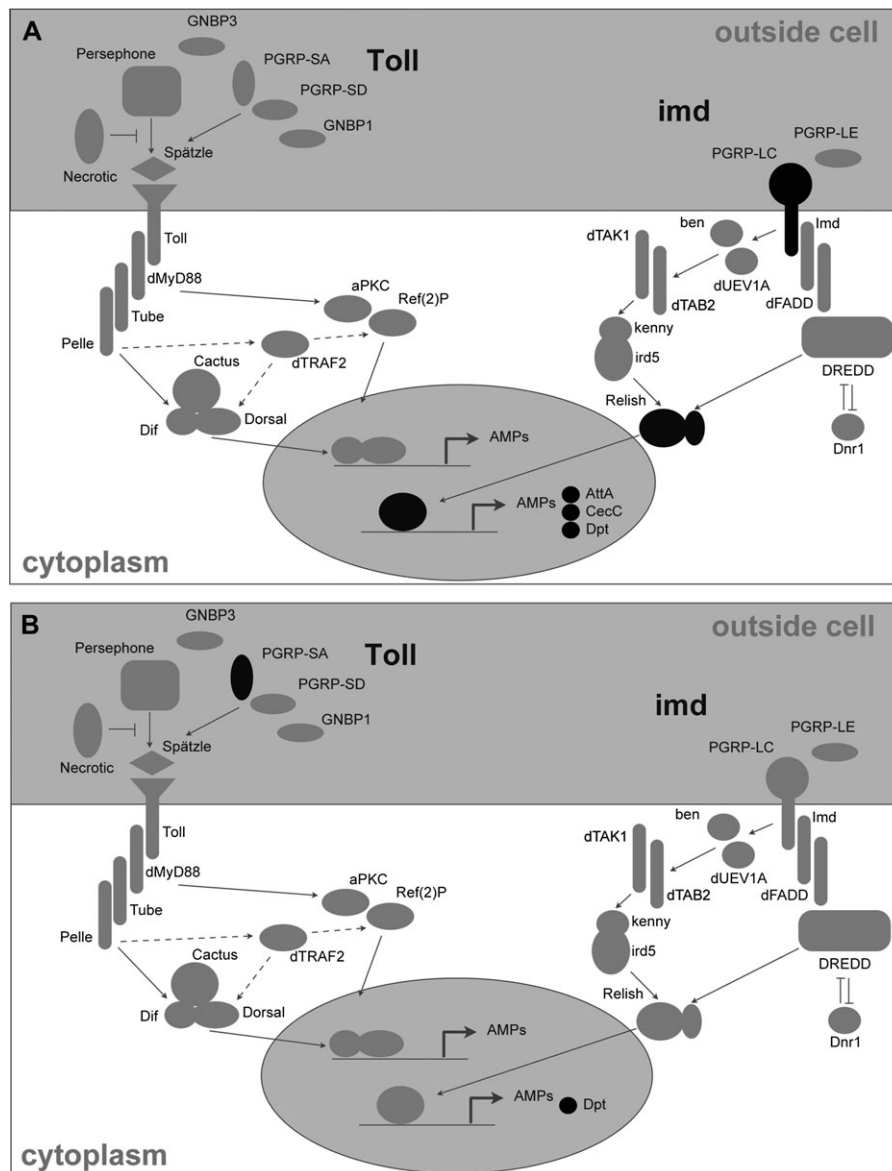 A
GNBP3
outside cell
Persephone
PGRP-SA
Toll
PGRP-SD
imd
GNBP1
PGRP-LE
Spätzle
PGRP-LC
Necrotic
Toll
dTAK1
ben
Imd
dMyD88
dUEV1A
aPKC
Ref(2)P
dTAB2
dFADD
Tube
kenny
Pelle
dTRAF2
ird5
Cactus
DREDD
Relish
Dif
Dorsal
AMPs
Dnr1
AMPs
AttA
CecC
Dpt
cytoplasm
B
GNBP3
outside cell
Persephone
PGRP-SA
Toll
PGRP-SD
imd
GNBP1
PGRP-LE
Spätzle
PGRP-LC
Necrotic
Toll
dTAK1
ben
Imd
dMyD88
dUEV1A
aPKC
Ref(2)P
dTAB2
dFADD
Tube
kenny
Pelle
dTRAF2
ird5
Cactus
DREDD
Relish
Dif
Dorsal
AMPs
Dnr1
AMPs
Dpt
cytoplasm